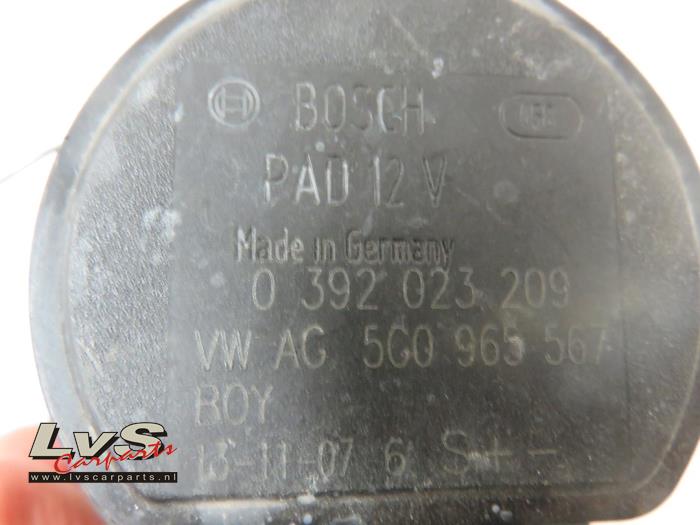 BOSCH
PAD 12 V
Made in Germany
0 392 023 209
VW AG 5G0 965 567
BOY
13-11-07 6
LvS
Carparts
www.lvscarparts.nl